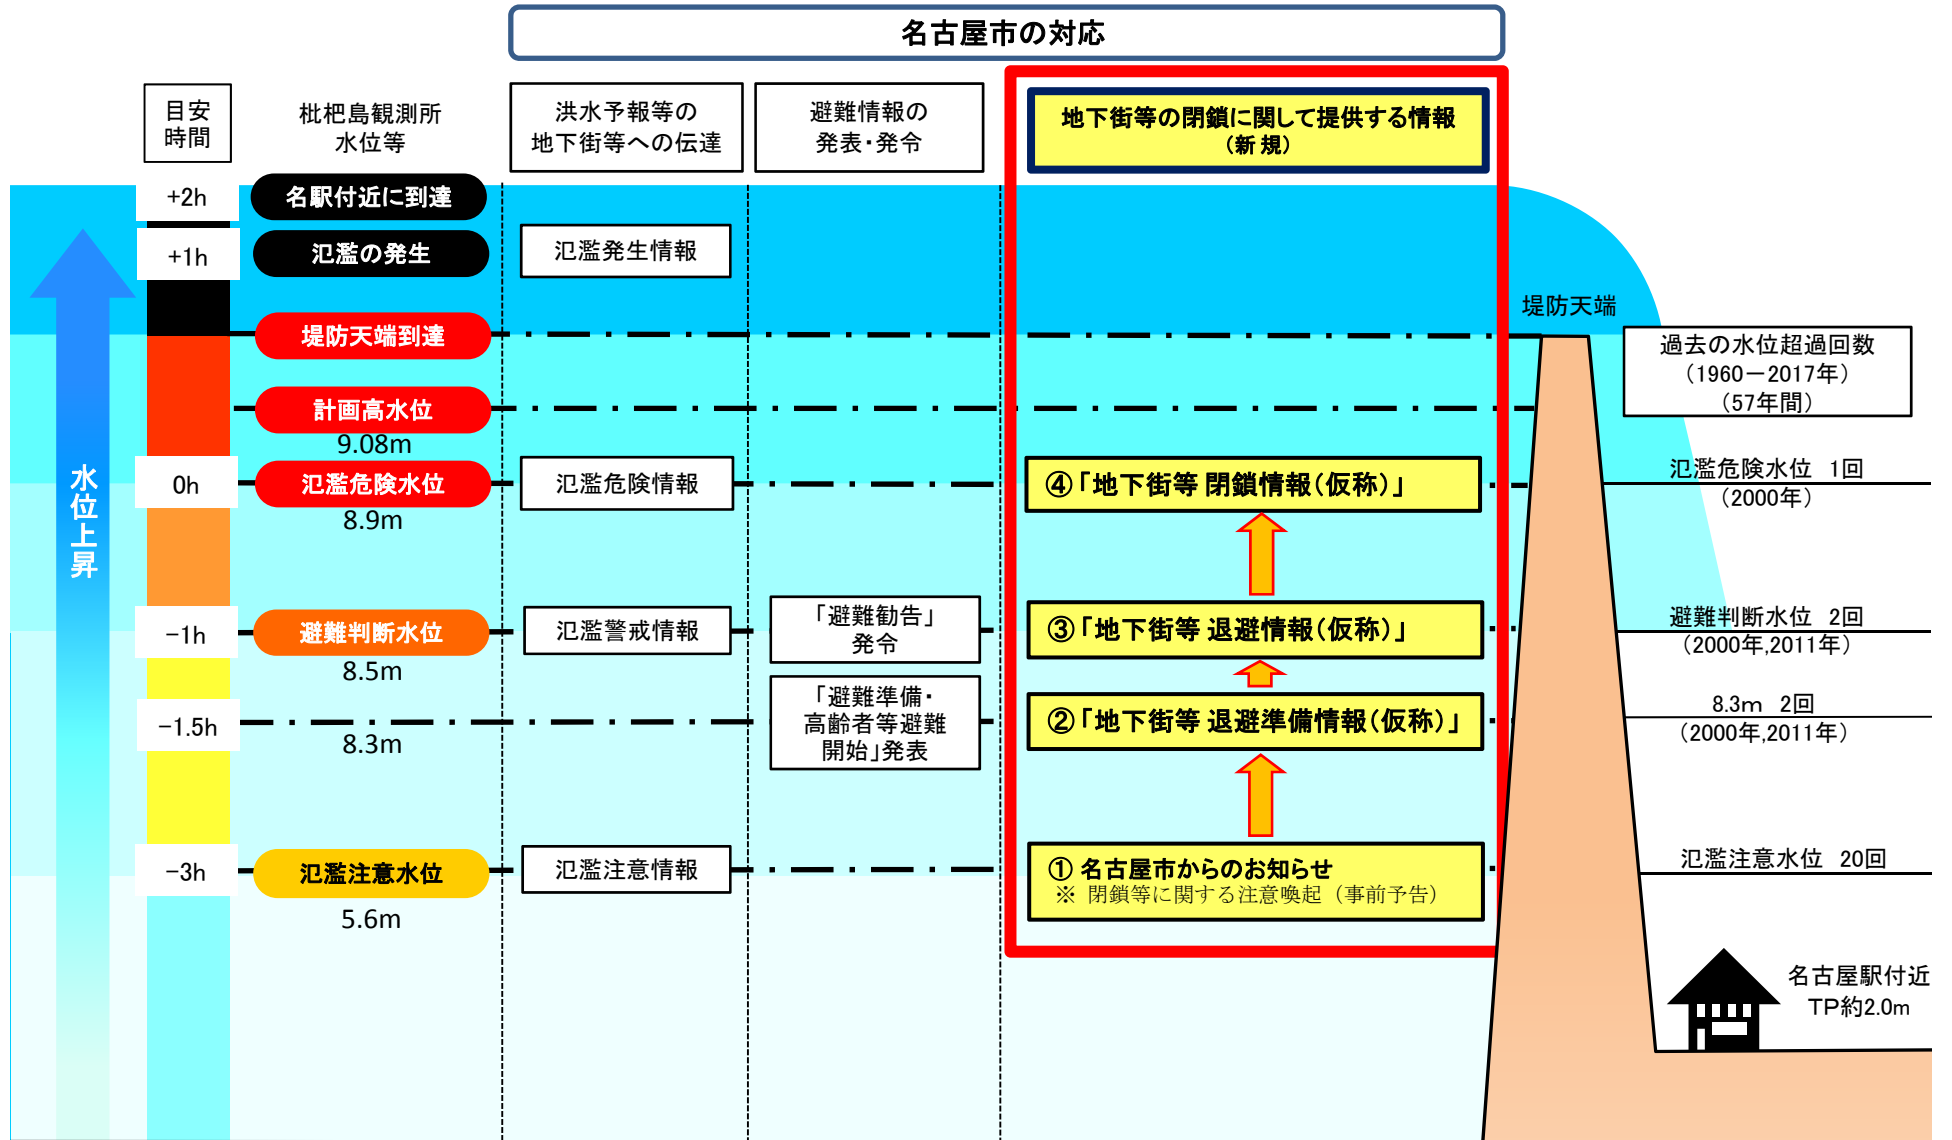 名古屋市の対応
目安
時間
枇杷島観測所
水位等
洪水予報等の
地下街等への伝達
避難情報の
発表・発令
地下街等の閉鎖に関して提供する情報
（新規）
+2h
名駅付近に到達
+1h
氾濫の発生
氾濫発生情報
堤防天端
堤防天端到達
過去の水位超過回数
（1960－2017年）
（57年間）
計画高水位
9.08m
水位上昇
0h
氾濫危険水位
8.9m
氾濫危険情報
④「地下街等 閉鎖情報（仮称）」
氾濫危険水位 1回
（2000年）
−1h
避難判断水位
8.5m
氾濫警戒情報
「避難勧告」
発令
③「地下街等 退避情報（仮称）」
避難判断水位 2回
（2000年,2011年）
−1.5h
8.3m
「避難準備・
高齢者等避難
開始」発表
②「地下街等 退避準備情報（仮称）」
8.3m 2回
（2000年,2011年）
−3h
氾濫注意水位
5.6m
氾濫注意情報
① 名古屋市からのお知らせ
※ 閉鎖等に関する注意喚起（事前予告）
氾濫注意水位 20回
名古屋駅付近
TP約2.0m